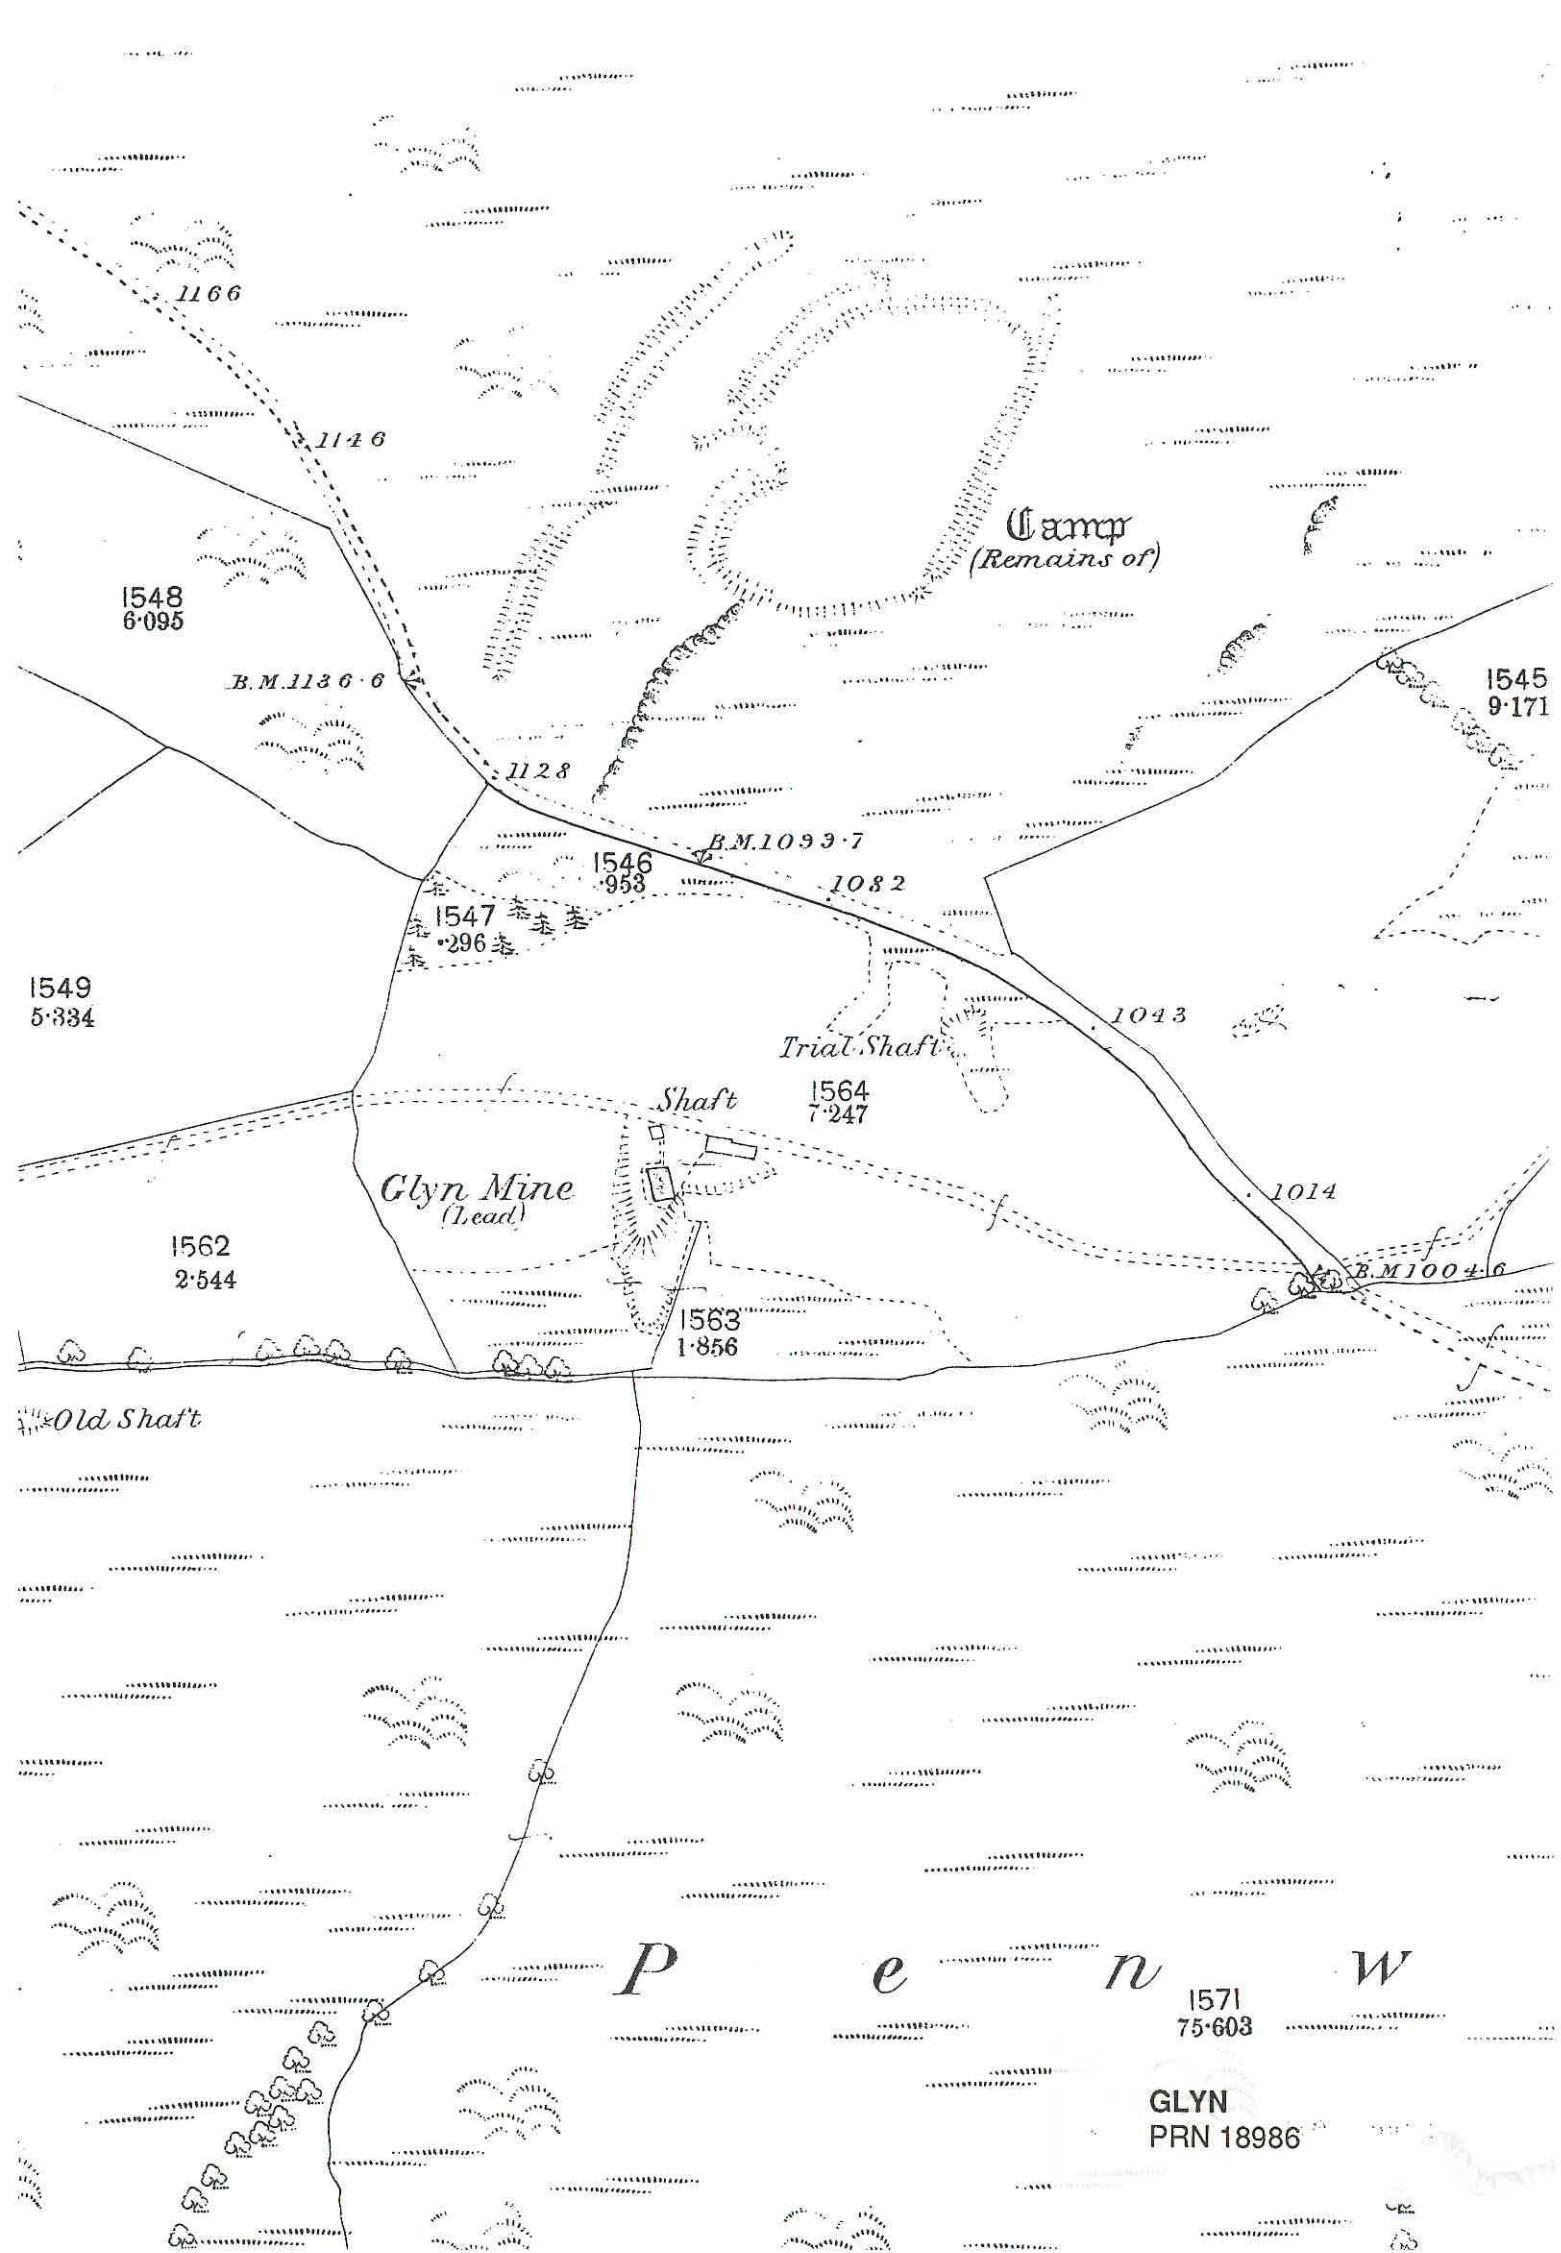 1166
1146
Camp
(Remains of)
1548
6·095
B.M.1136·6
1545
9·171
1128
B.M.1099·7
1546
·953
1082
1547
·296
1549
5·334
1043
Trial Shaft
1564
7·247
Shaft
Glyn Mine
(Lead)
1014
1562
2·544
B.M 1004·6
1563
1·856
Old Shaft
P e n w
1571
75·603
GLYN
PRN 18986